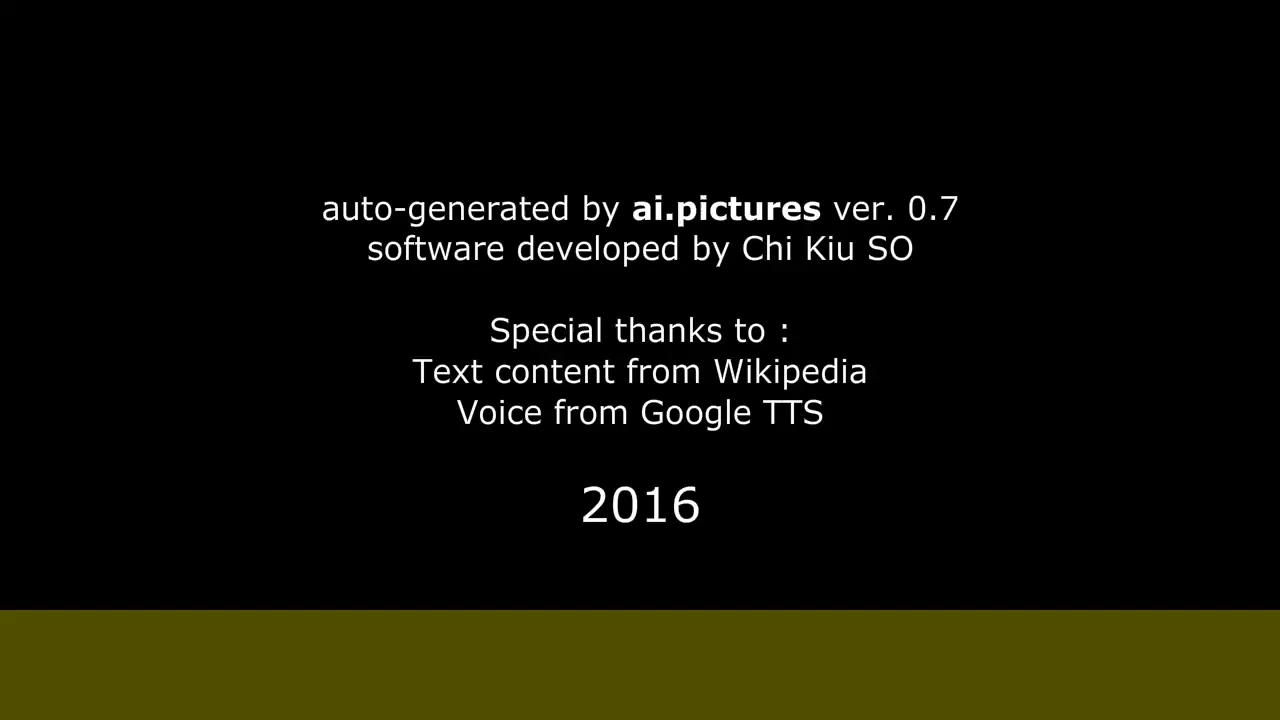 auto-generated by ai.pictures ver. 0.7
software developed by Chi Kiu SO
Special thanks to :
Text content from Wikipedia
Voice from Google TTS
2016